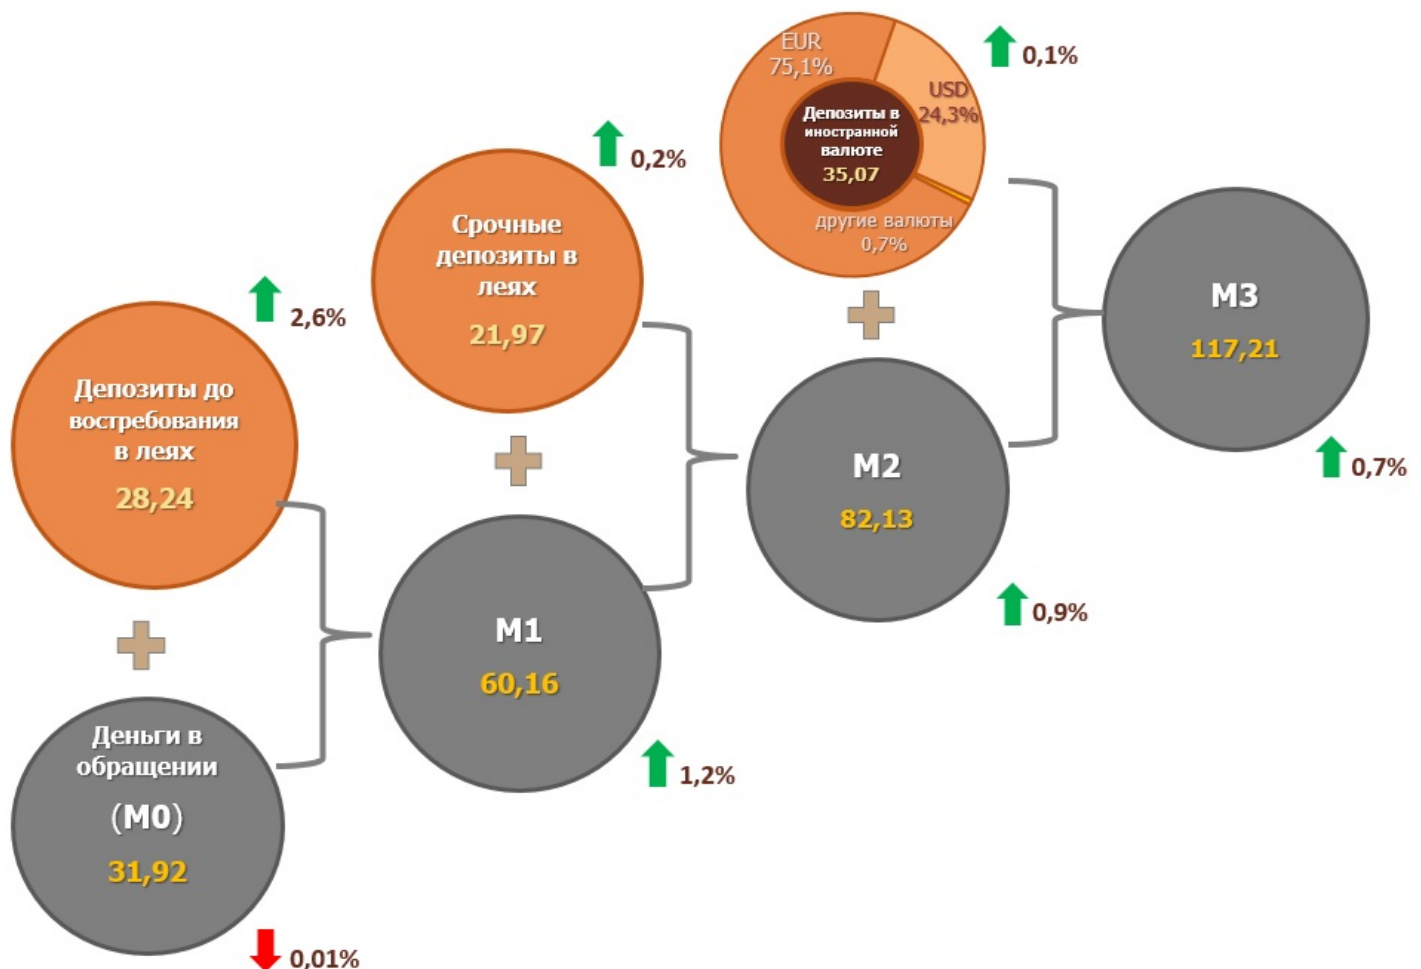 EUR
75,1%
USD
24,3%
Депозиты в
иностранной
валюте
35,07
другие валюты
0,7%
0,1%
Срочные
депозиты в
леях
21,97
0,2%
Депозиты до
востребования
в леях
28,24
2,6%
M3
117,21
0,7%
M2
82,13
0,9%
M1
60,16
1,2%
Деньги в
обращении
(M0)
31,92
0,01%